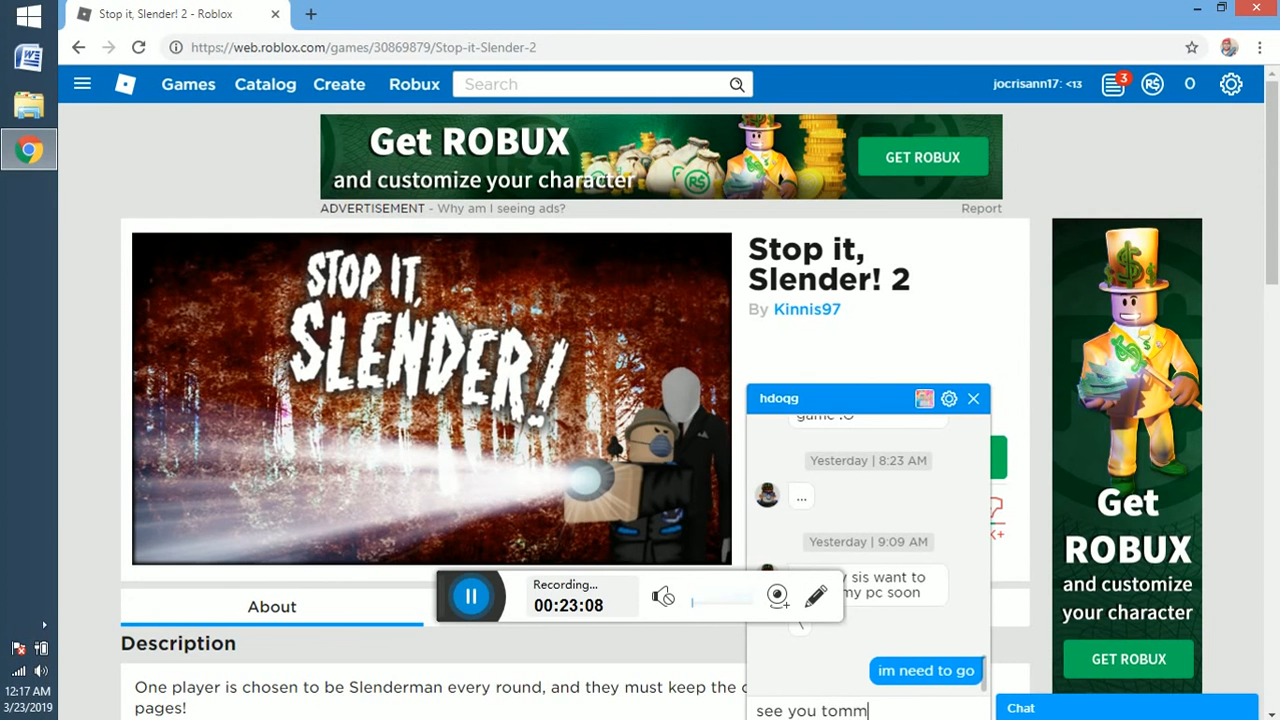 Stop it, Slender! 2 - Roblox
https://web.roblox.com/games/30869879/Stop-it-Slender-2
Games Catalog Create Robux Search jocrisann17: <13 3 R$ 0
Get ROBUX
and customize your character
GET ROBUX
ADVERTISEMENT - Why am I seeing ads? Report
STOP IT,
SLENDER!
Stop it,
Slender! 2
By Kinnis97
hdoqg
game :O
Yesterday | 8:23 AM
...
Yesterday | 9:09 AM
sis want to
my pc soon
\
im need to go
see you tomm
Recording...
00:23:08
About
Description
One player is chosen to be Slenderman every round, and they must keep the
pages!
Get
ROBUX
and customize
your character
GET ROBUX
Chat
12:17 AM
3/23/2019